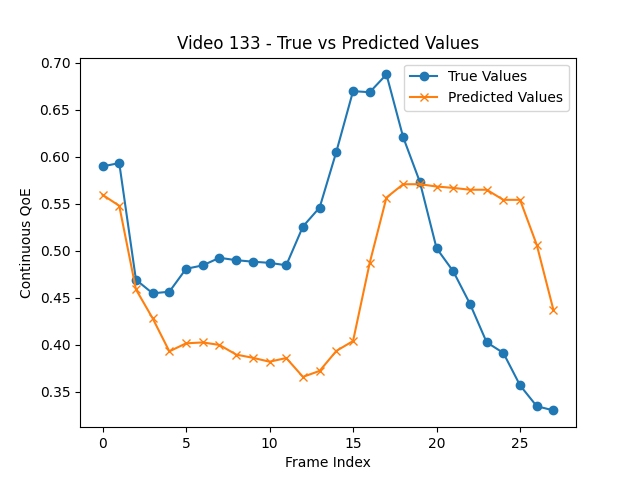 Video 133 - True vs Predicted Values
True Values
Predicted Values
Continuous QoE
0.70
0.65
0.60
0.55
0.50
0.45
0.40
0.35
0
5
10
15
20
25
Frame Index